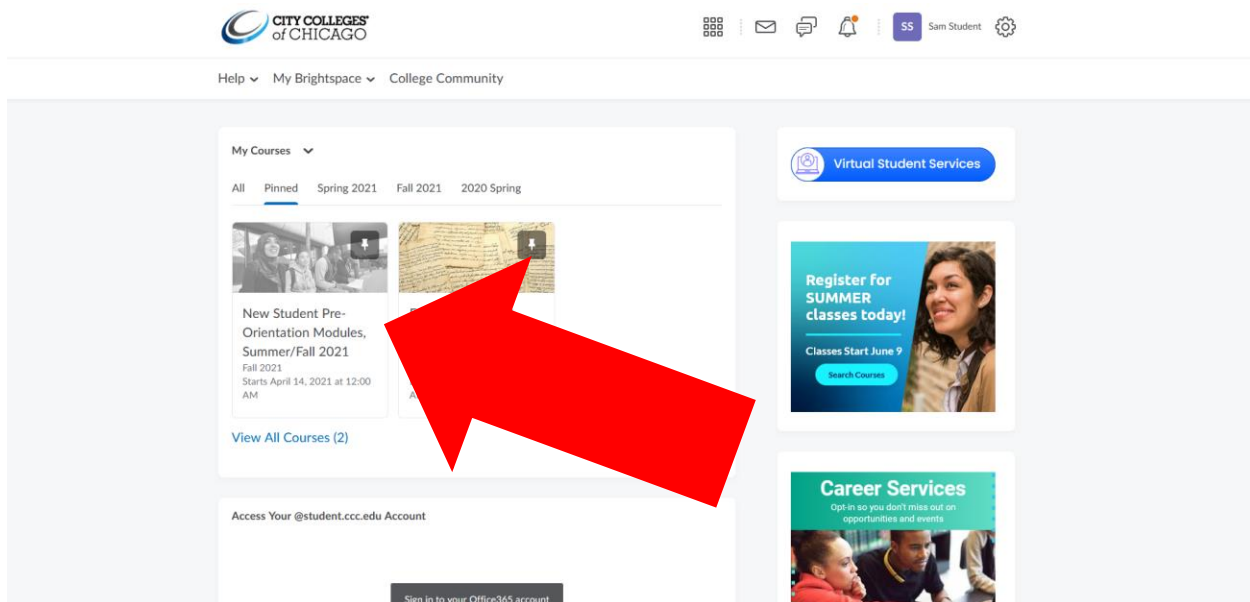 CITY COLLEGES®
of CHICAGO
SS Sam Student
Help My Brightspace College Community
My Courses
All Pinned Spring 2021 Fall 2021 2020 Spring
New Student Pre-
Orientation Modules,
Summer/Fall 2021
Fall 2021
Starts April 14, 2021 at 12:00
AM
View All Courses (2)
Access Your @student.ccc.edu Account
Sign in to your Office365 account
Virtual Student Services
Register for
SUMMER
classes today!
Classes Start June 9
Search Courses
Career Services
Opt-in so you don't miss out on
opportunities and events